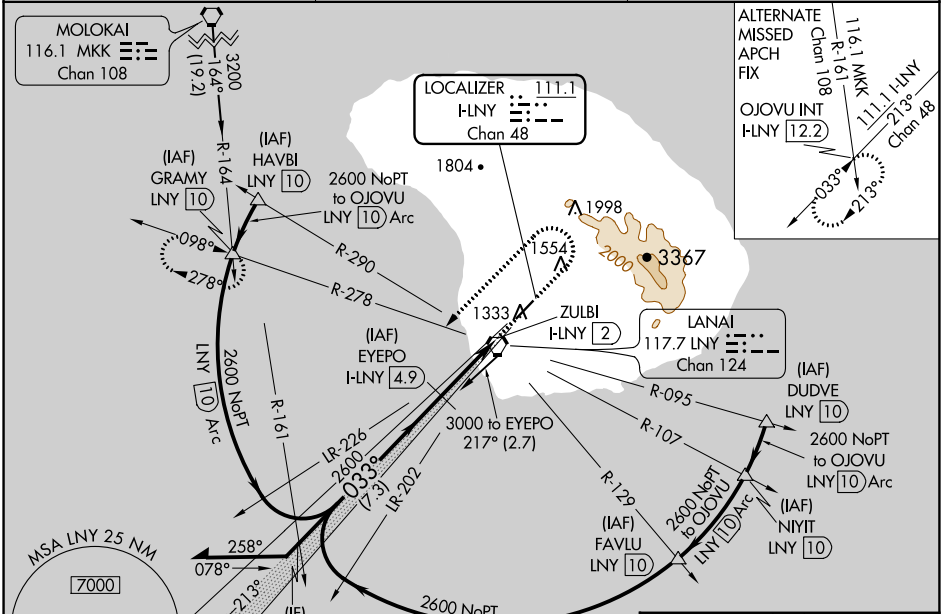 MOLOKAI
116.1 MKK
Chan 108
3200
164°
(19.2)
R-164
LOCALIZER 111.1
I-LNY
Chan 48
ALTERNATE
MISSED
APCH
FIX
116.1 MKK
Chan 108
R-161
111.1 I-LNY
213°
Chan 48
OJOVU INT
I-LNY 12.2
033°
213°
(IAF)
GRAMY
LNY 10
(IAF)
HAVBI
LNY 10
2600 NoPT
to OJOVU
LNY 10 Arc
1804
1998
2000
3367
1554
1333
098°
278°
R-290
R-278
ZULBI
I-LNY 2
LANAI
117.7 LNY
Chan 124
(IAF)
EYEPO
I-LNY 4.9
2600 NoPT
LNY 10 Arc
R-161
3000 to EYEPO
217° (2.7)
R-095
R-107
R-129
(IAF)
DUDVE
LNY 10
2600 NoPT
to OJOVU
LNY 10 Arc
LR-226
2600
033°
(7.3)
LR-202
2600 NoPT
to OJOVU
LNY 10 Arc
(IAF)
NIYIT
LNY 10
(IAF)
FAVLU
LNY 10
MSA LNY 25 NM
7000
258°
078°
213°
(IF)
2600 NoPT